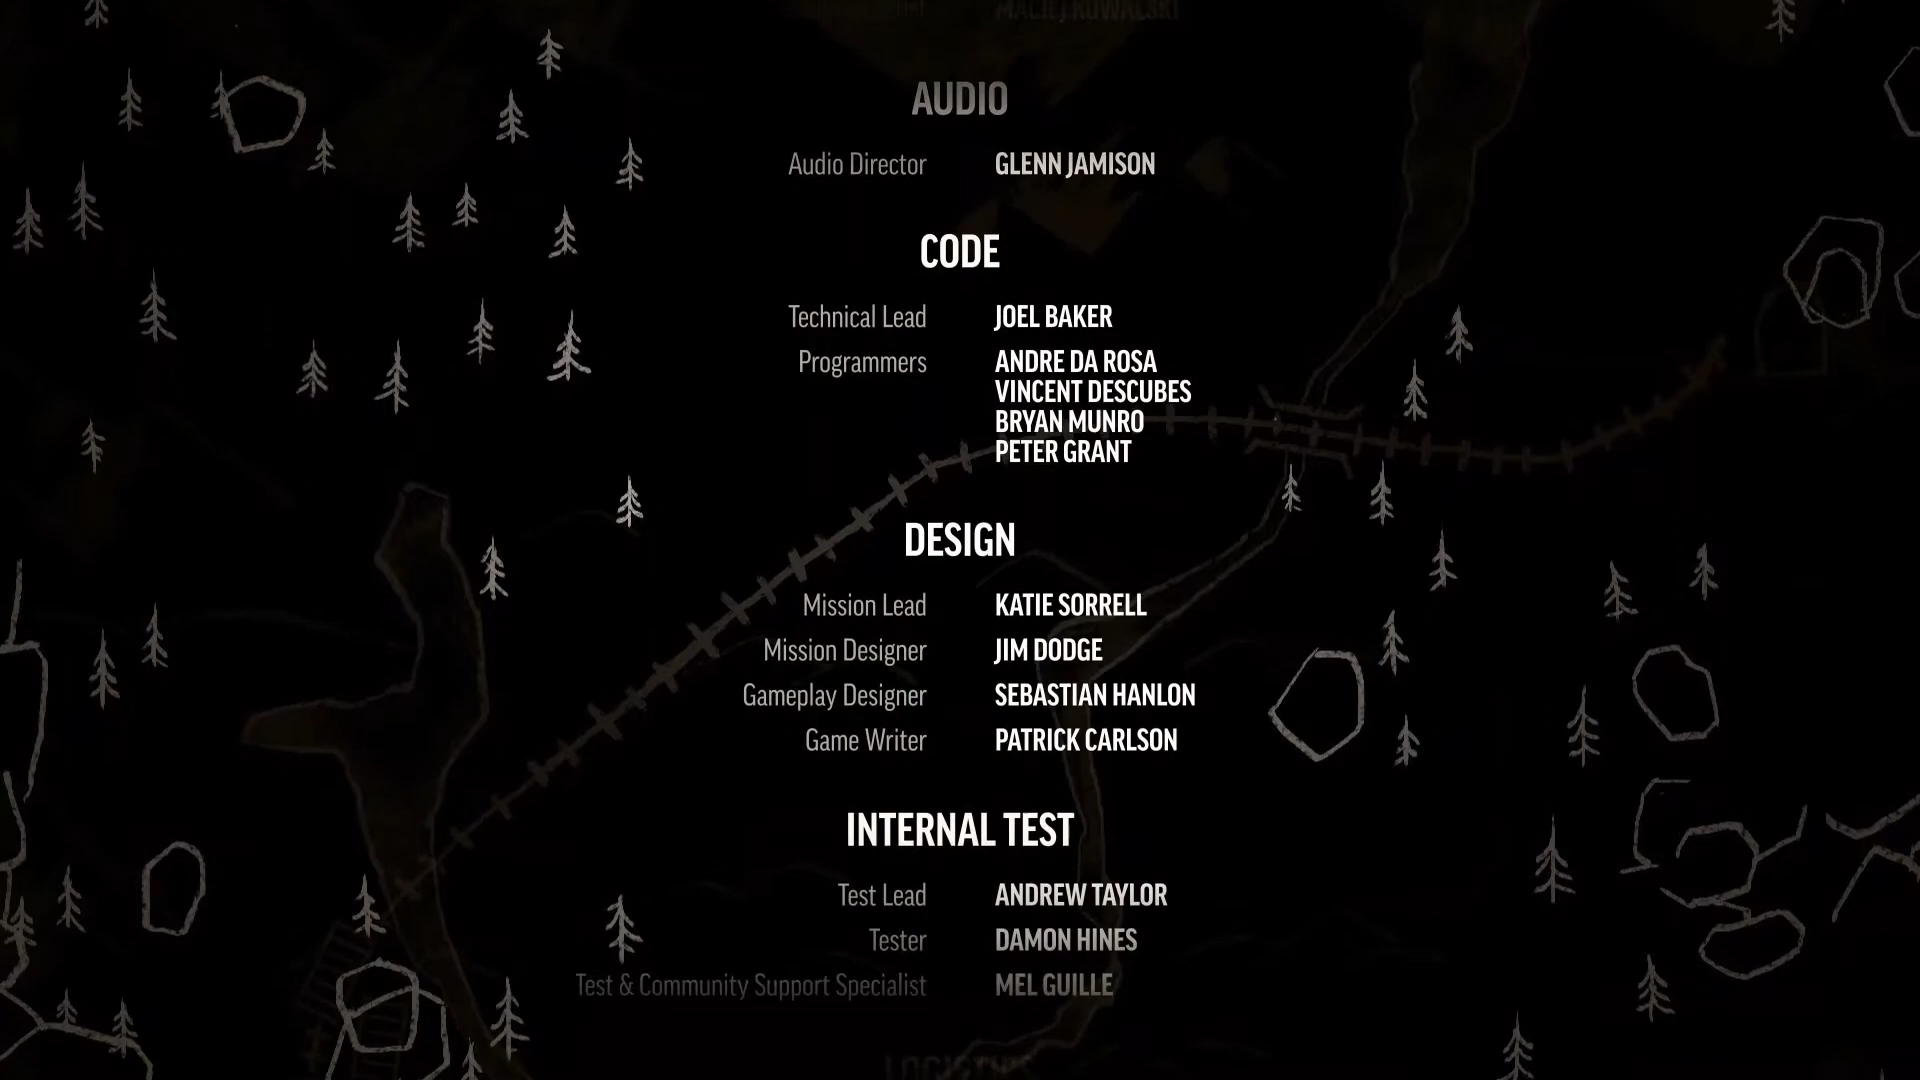 MACIEJ KOWALSKI
AUDIO
Audio Director GLENN JAMISON
CODE
Technical Lead JOEL BAKER
Programmers ANDRE DA ROSA
VINCENT DESCUBES
BRYAN MUNRO
PETER GRANT
DESIGN
Mission Lead KATIE SORRELL
Mission Designer JIM DODGE
Gameplay Designer SEBASTIAN HANLON
Game Writer PATRICK CARLSON
INTERNAL TEST
Test Lead ANDREW TAYLOR
Tester DAMON HINES
Test & Community Support Specialist MEL GUILLE